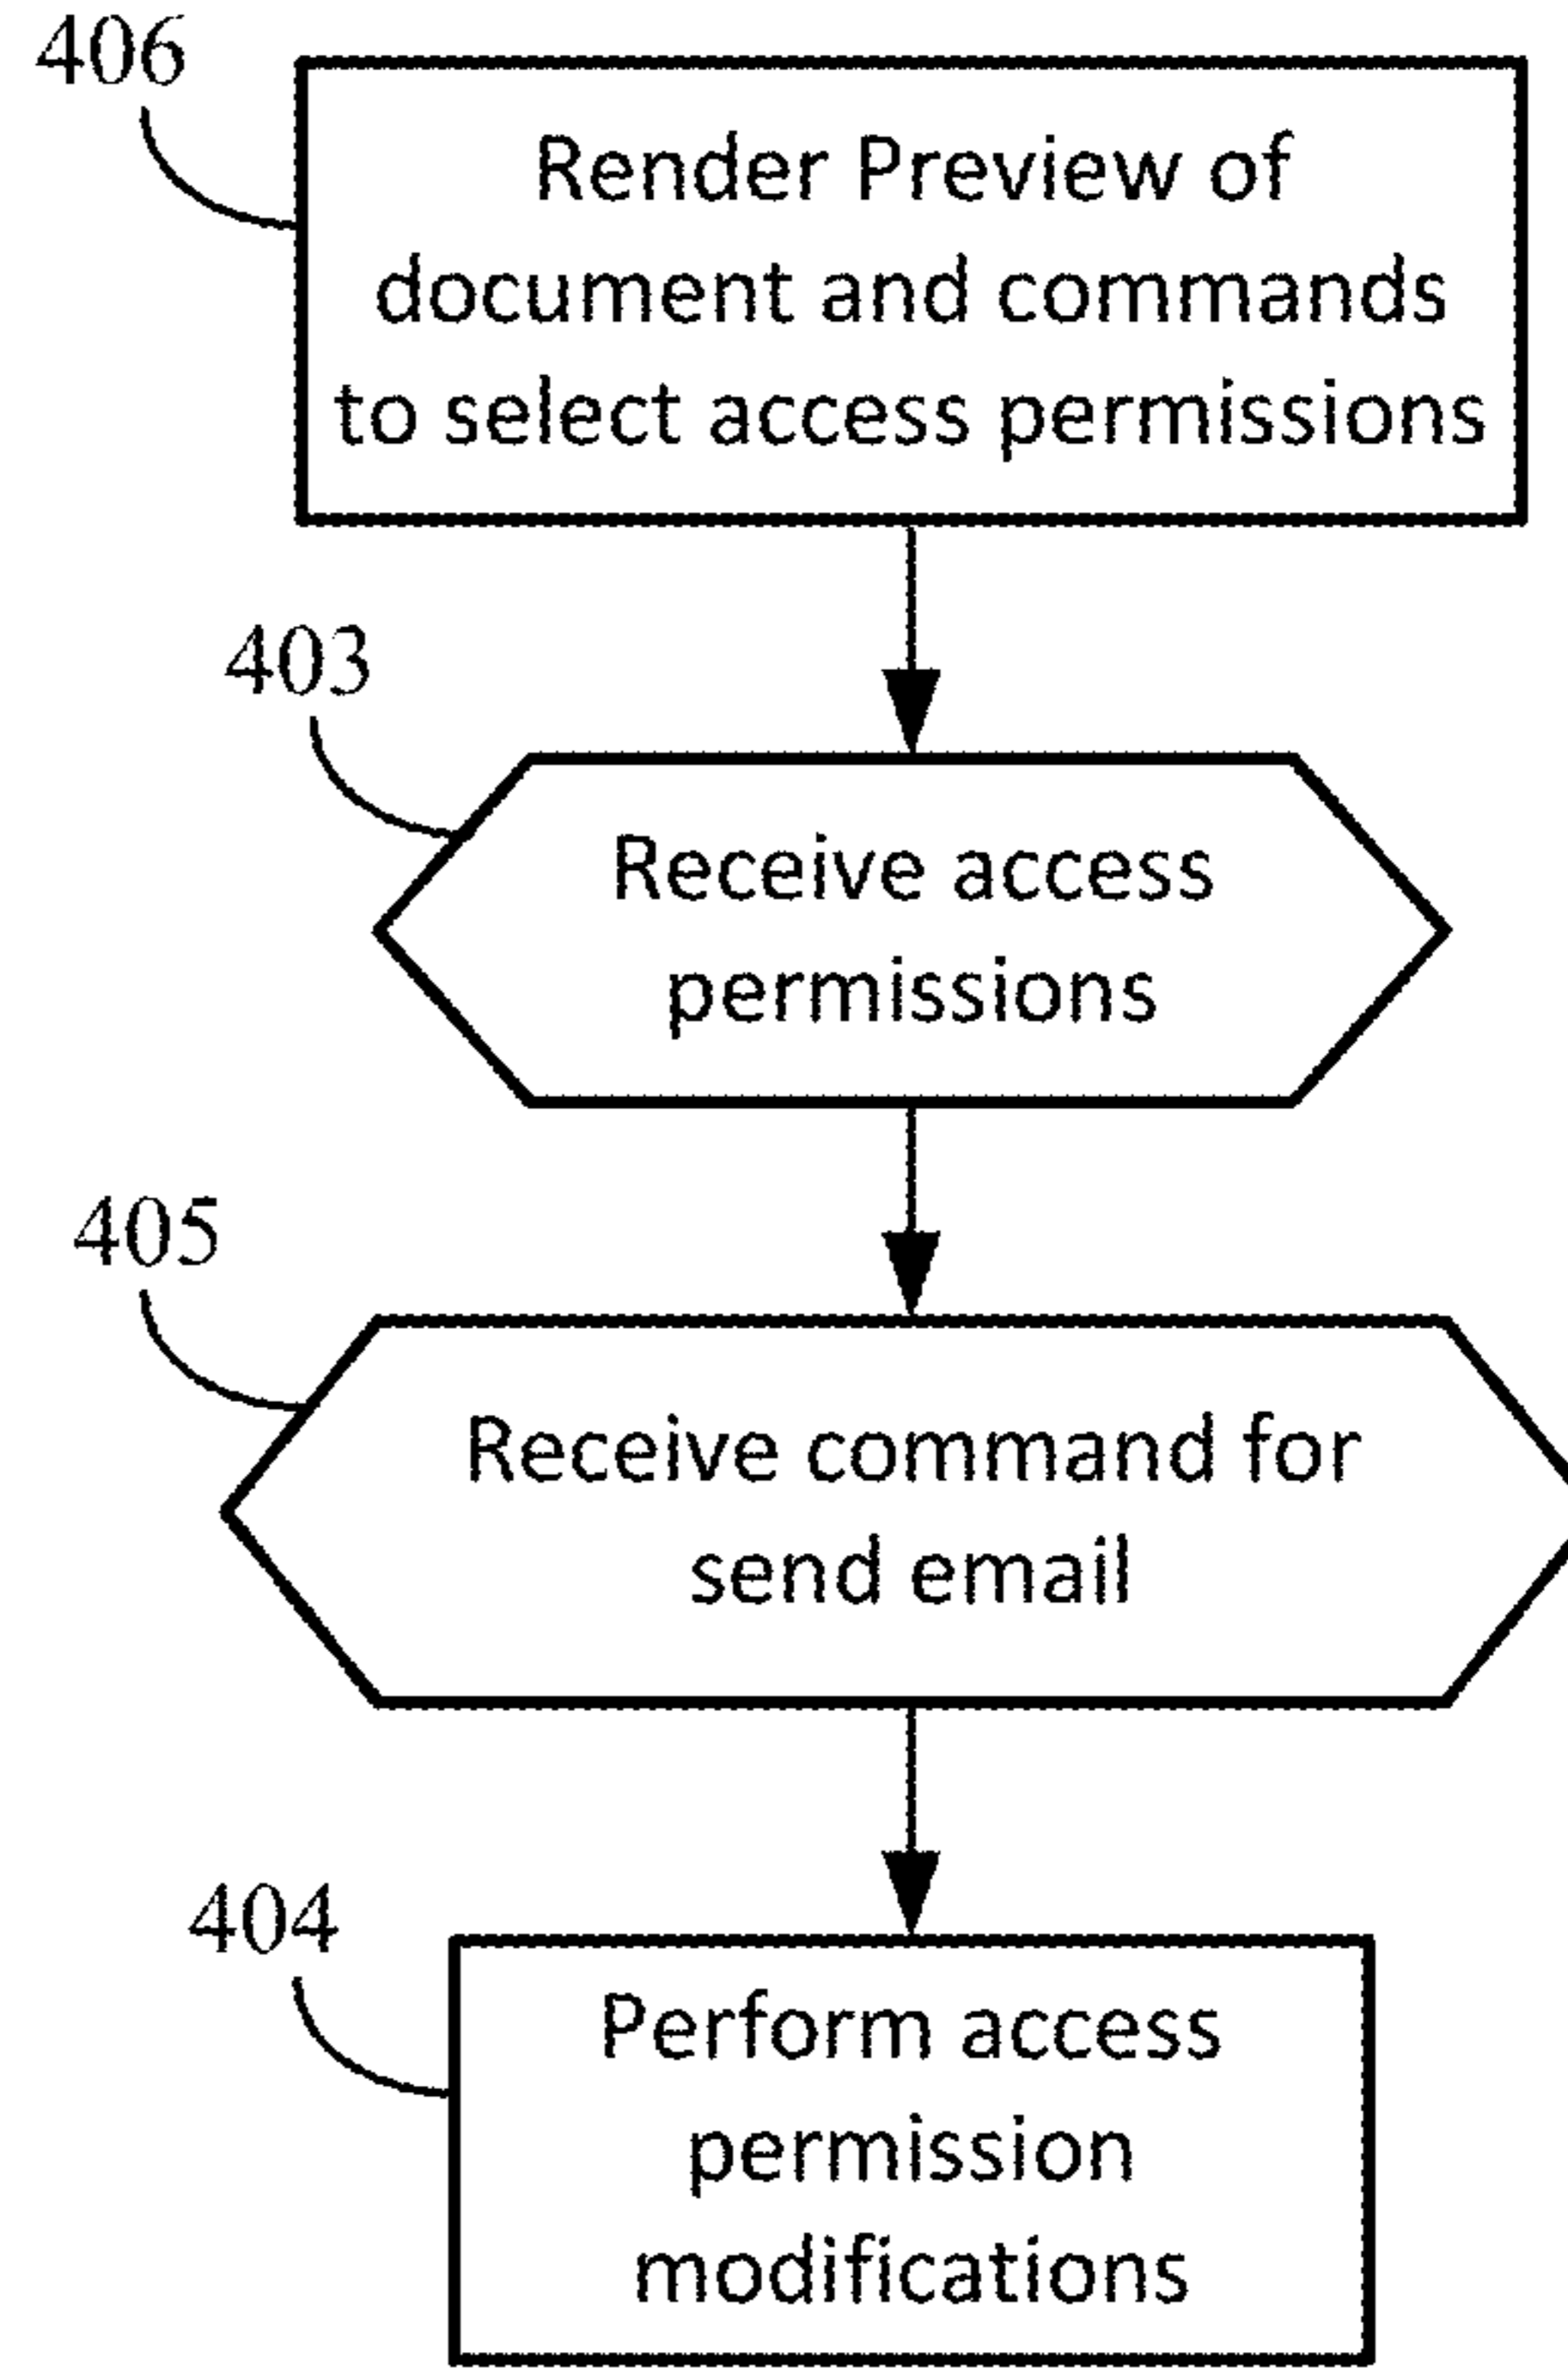 406
Render Preview of
document and commands
to select access permissions
403
Receive access
permissions
405
Receive command for
send email
404
Perform access
permission
modifications